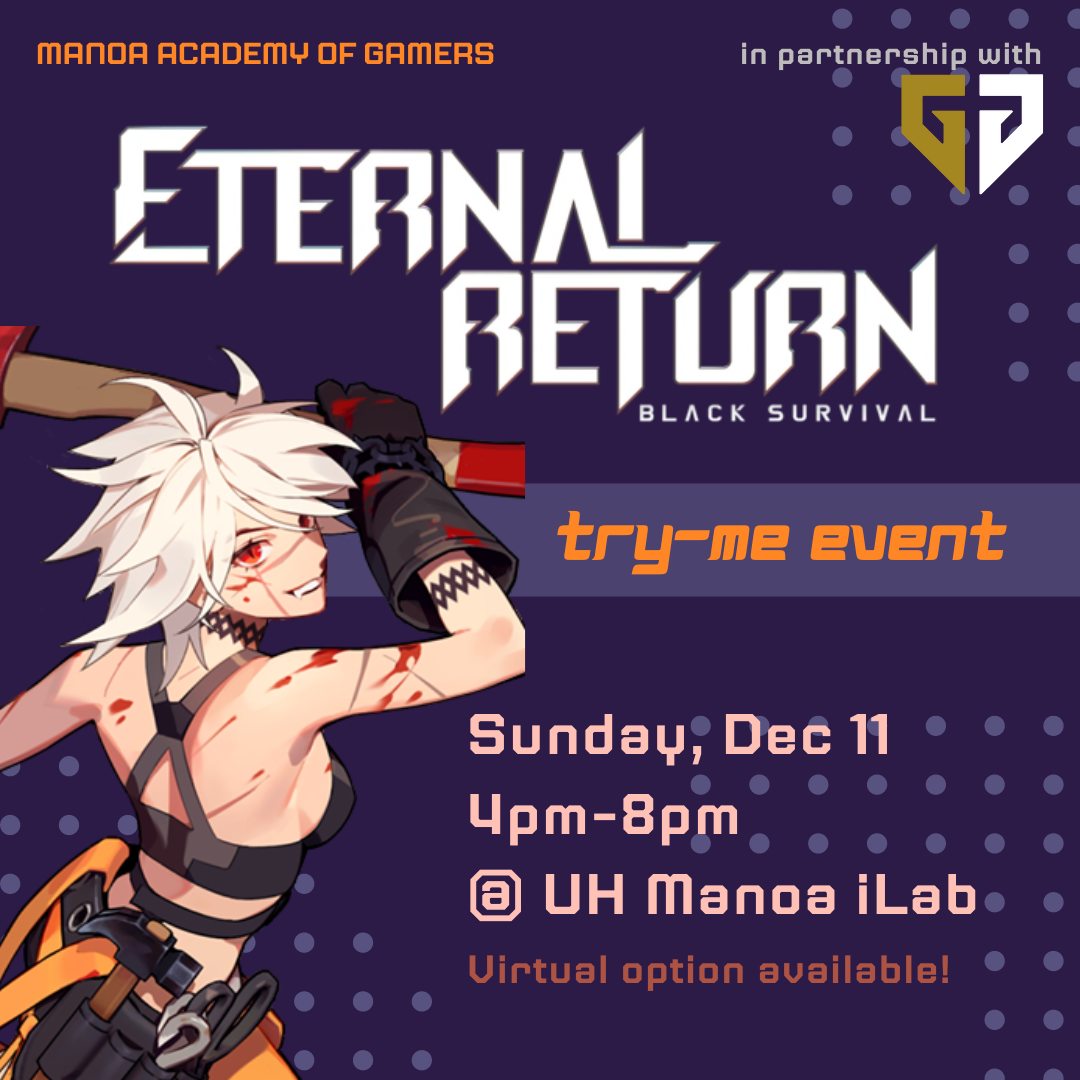 MANOA ACADEMY OF GAMERS
in partnership with
GG
ETERNAL
RETURN
BLACK SURVIVAL
try-me event
Sunday, Dec 11
4pm-8pm
@ UH Manoa iLab
Virtual option available!